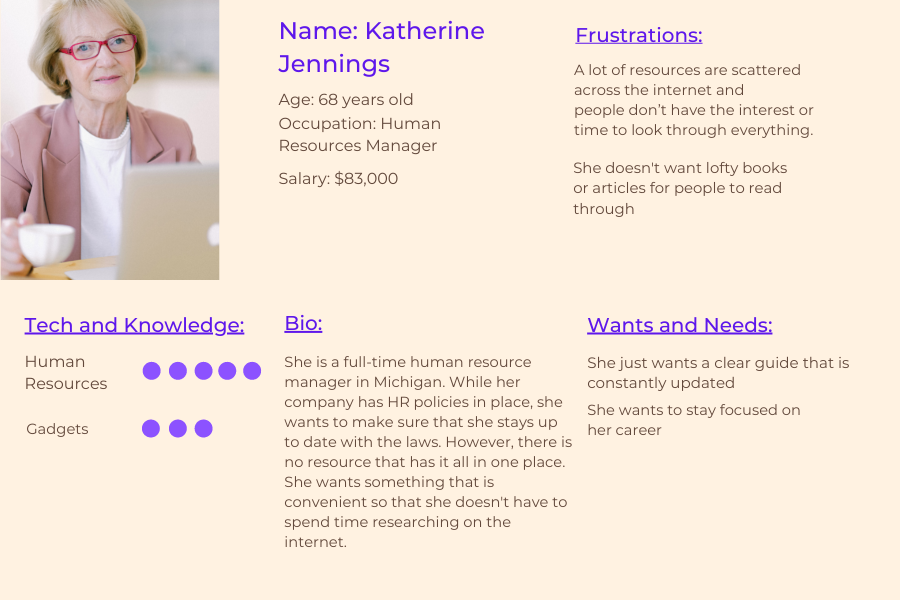 Name: Katherine
Jennings
Age: 68 years old
Occupation: Human
Resources Manager
Salary: $83,000
Frustrations:
A lot of resources are scattered
across the internet and
people don’t have the interest or
time to look through everything.
She doesn't want lofty books
or articles for people to read
through
Tech and Knowledge:
Human
Resources
Gadgets
Bio:
She is a full-time human resource
manager in Michigan. While her
company has HR policies in place, she
wants to make sure that she stays up
to date with the laws. However, there is
no resource that has it all in one place.
She wants something that is
convenient so that she doesn't have to
spend time researching on the
internet.
Wants and Needs:
She just wants a clear guide that is
constantly updated
She wants to stay focused on
her career